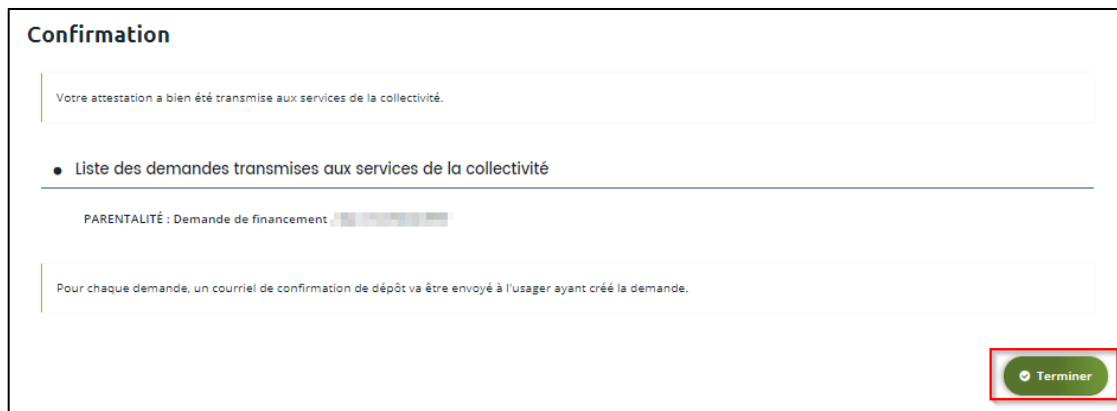 Confirmation
Votre attestation a bien été transmise aux services de la collectivité.
Liste des demandes transmises aux services de la collectivité
PARENTALITÉ : Demande de financement
Pour chaque demande, un courriel de confirmation de dépôt va être envoyé à l'usager ayant créé la demande.
Terminer